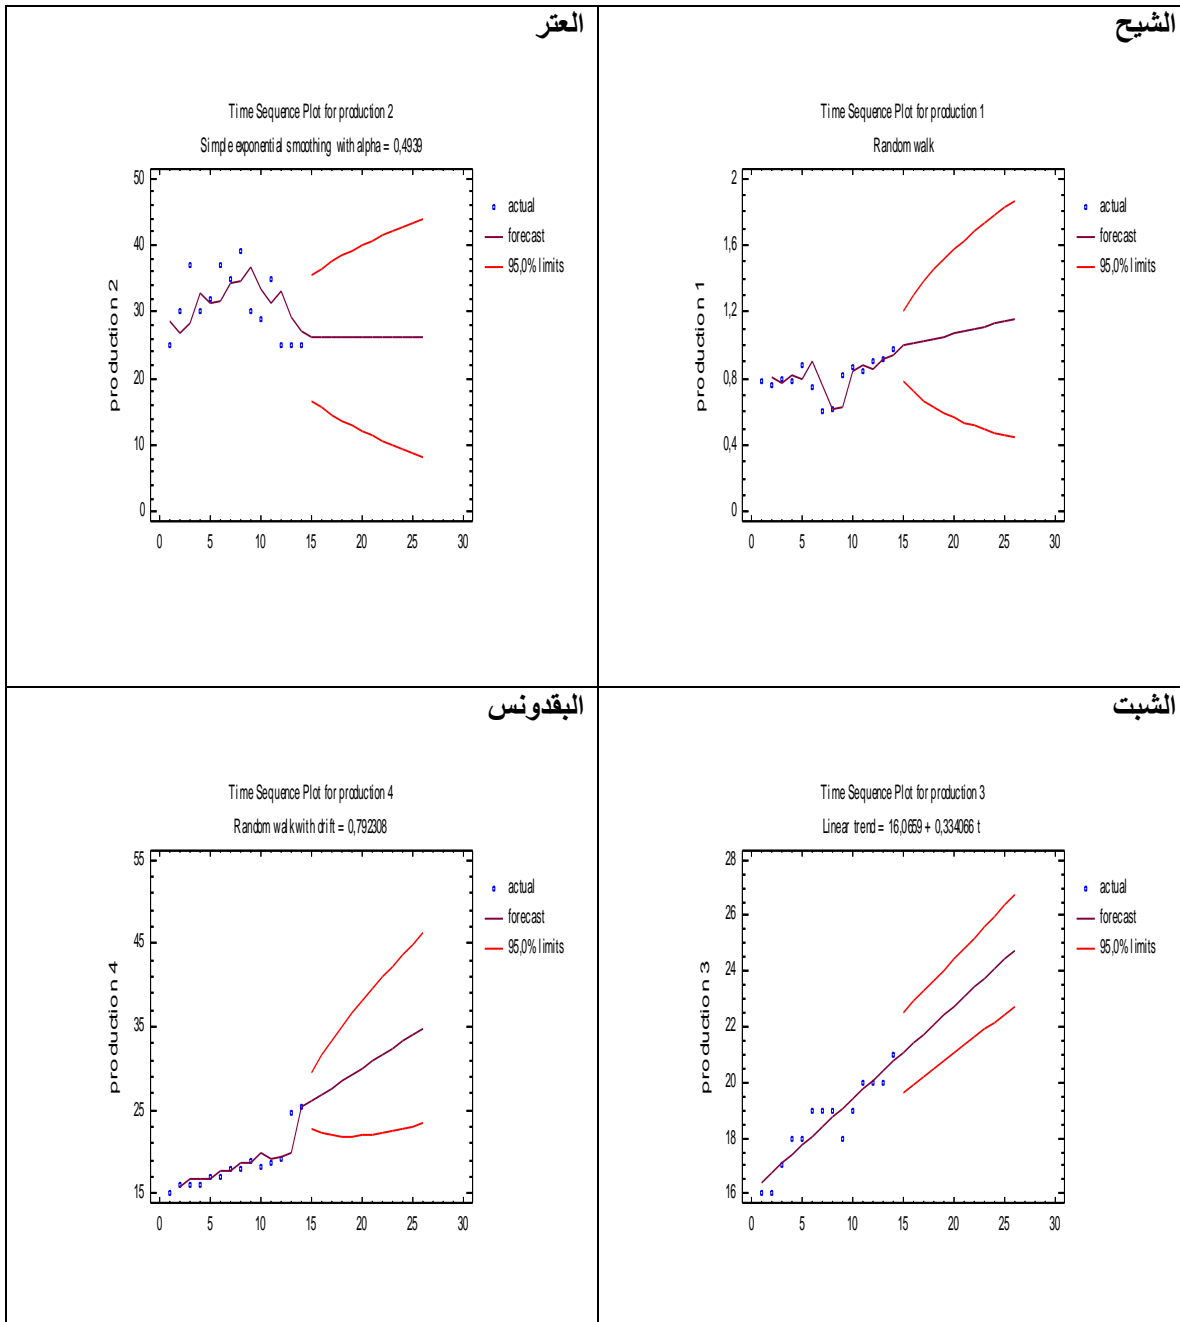 الشيح
Time Sequence Plot for production 1
Random walk
production 1
2
1,6
1,2
0,8
0,4
0
0 5 10 15 20 25 30
actual
forecast
95,0% limits
العتر
Time Sequence Plot for production 2
Simple exponential smoothing with alpha = 0,4939
production 2
50
40
30
20
10
0
0 5 10 15 20 25 30
actual
forecast
95,0% limits
الشبت
Time Sequence Plot for production 3
Linear trend = 16,0659 + 0,334066 t
production 3
28
26
24
22
20
18
16
0 5 10 15 20 25 30
actual
forecast
95,0% limits
البقدونس
Time Sequence Plot for production 4
Random walk with drift = 0,792308
production 4
55
45
35
25
15
0 5 10 15 20 25 30
actual
forecast
95,0% limits